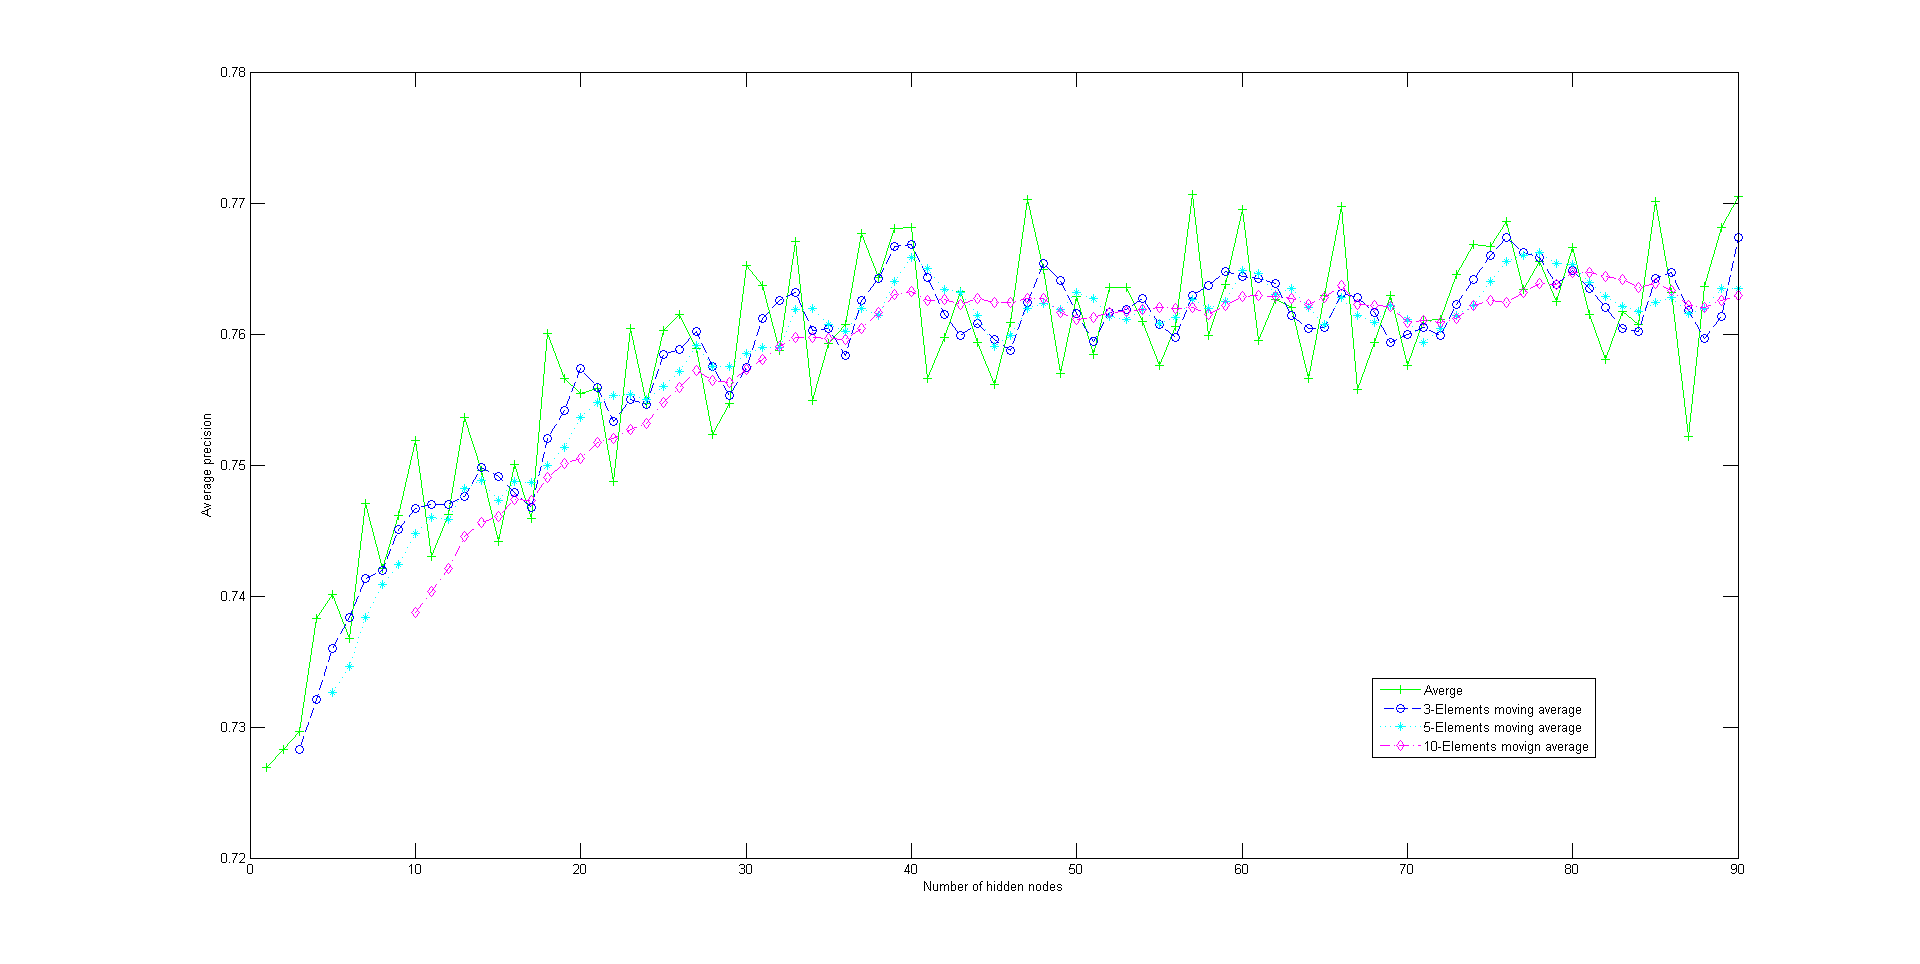 0.78
0.77
0.76
0.75
0.74
0.73
0.72
Average precision
0 10 20 30 40 50 60 70 80 90
Number of hidden nodes
Averge
3-Elements moving average
5-Elements moving average
10-Elements movign average